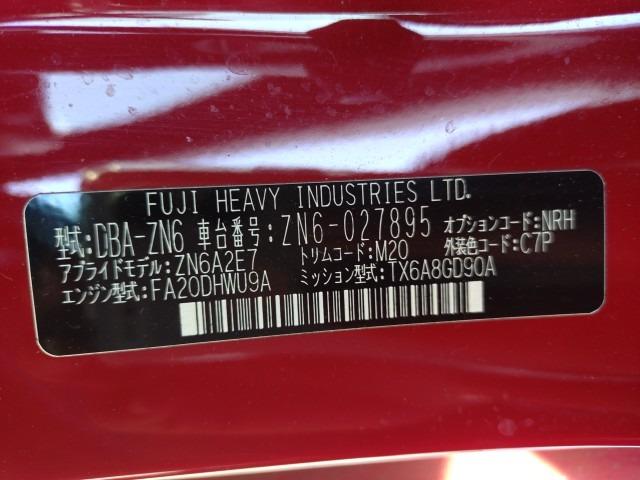 FUJI HEAVY INDUSTRIES LTD.
型式:DBA-ZN6 車台番号:ZN6-027895 オプションコード:NRH
アプライドモデル:ZN6A2E7 トリムコード:M20 外装色コード:C7P
エンジン型式:FA20DHWU9A ミッション型式:TX6A8GD90A